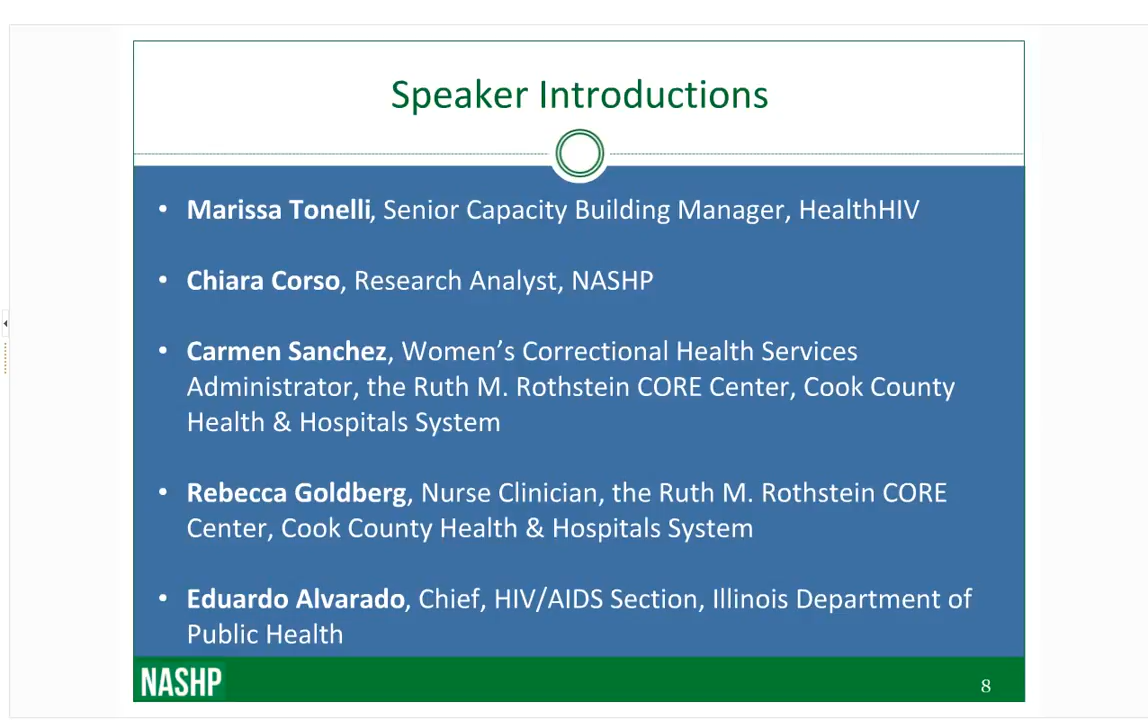 Speaker Introductions
• Marissa Tonelli, Senior Capacity Building Manager, HealthHIV
• Chiara Corso, Research Analyst, NASHP
• Carmen Sanchez, Women’s Correctional Health Services
Administrator, the Ruth M. Rothstein CORE Center, Cook County
Health & Hospitals System
• Rebecca Goldberg, Nurse Clinician, the Ruth M. Rothstein CORE
Center, Cook County Health & Hospitals System
• Eduardo Alvarado, Chief, HIV/AIDS Section, Illinois Department of
Public Health
NASHP
8